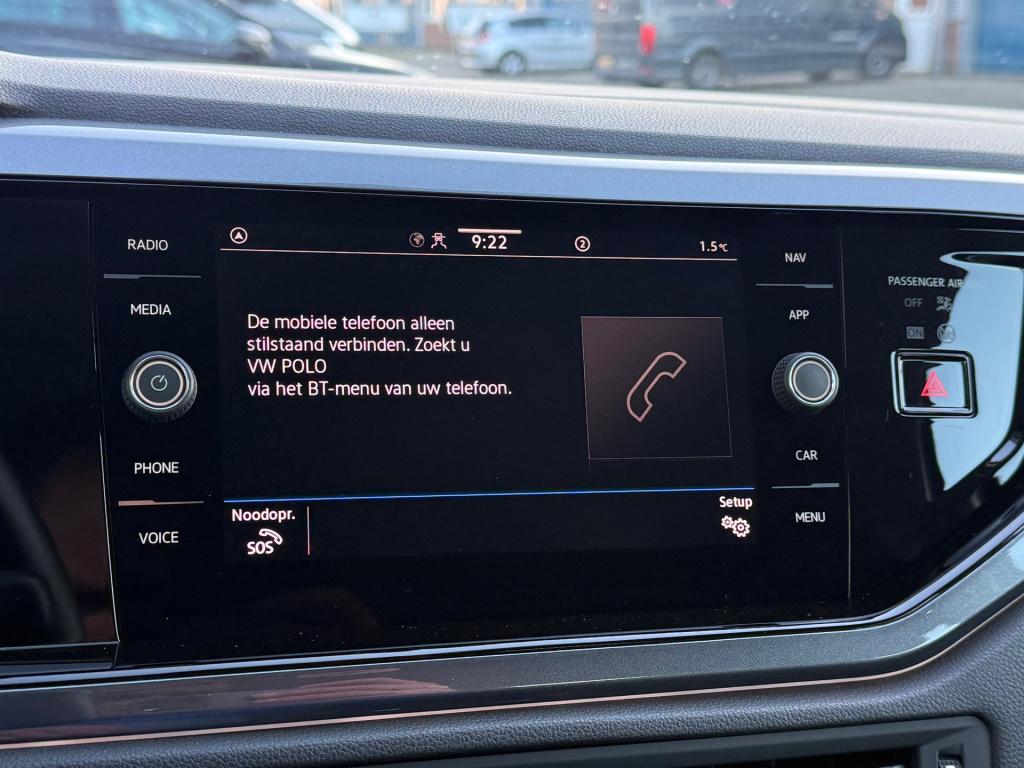 RADIO
MEDIA
PHONE
VOICE
9:22
2
1.5°C
De mobiele telefoon alleen
stilstaand verbinden. Zoekt u
VW POLO
via het BT-menu van uw telefoon.
Noodopr.
SOS
Setup
NAV
APP
CAR
MENU
PASSENGER
OFF
ON